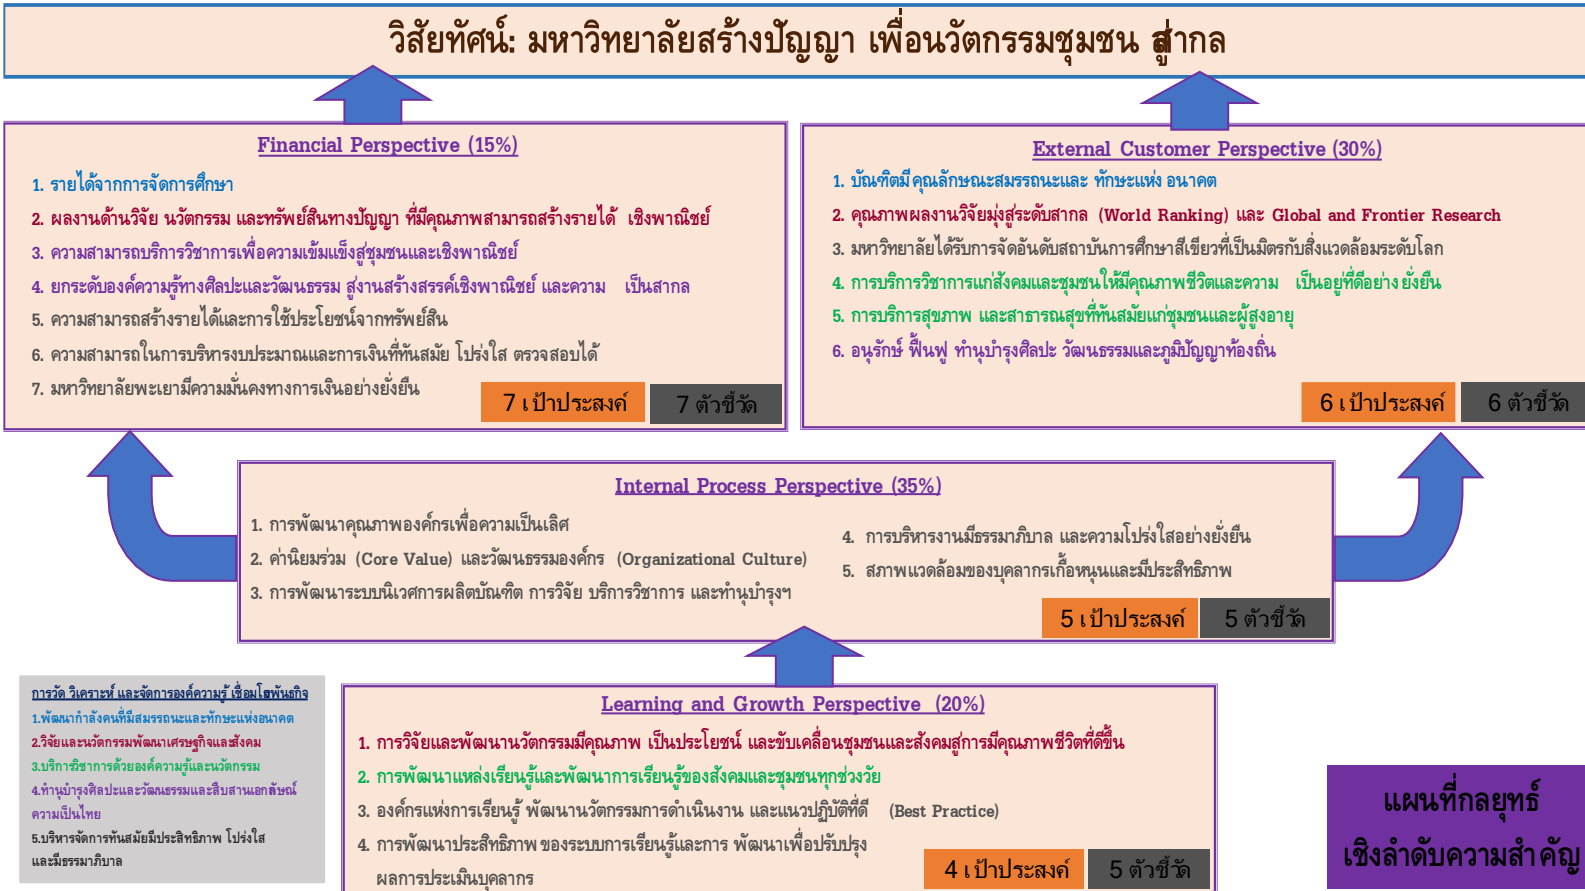 วิสัยทัศน์: มหาวิทยาลัยสร้างปัญญา เพื่อนวัตกรรมชุมชน สู่สากล
Financial Perspective (15%)
1. รายได้จากการจัดการศึกษา
2. ผลงานด้านวิจัย นวัตกรรม และทรัพย์สินทางปัญญา ที่มีคุณภาพสามารถสร้างรายได้ เชิงพาณิชย์
3. ความสามารถบริการวิชาการเพื่อความเข้มแข็งสู่ชุมชนและเชิงพาณิชย์
4. ยกระดับองค์ความรู้ทางศิลปะและวัฒนธรรม สู่งานสร้างสรรค์เชิงพาณิชย์ และความ เป็นสากล
5. ความสามารถสร้างรายได้และการใช้ประโยชน์จากทรัพย์สิน
6. ความสามารถในการบริหารงบประมาณและการเงินที่ทันสมัย โปร่งใส ตรวจสอบได้
7. มหาวิทยาลัยพะเยามีความมั่นคงทางการเงินอย่างยั่งยืน
7 เป้าประสงค์
7 ตัวชี้วัด
External Customer Perspective (30%)
1. บัณฑิตมีคุณลักษณะสมรรถนะและ ทักษะแห่ง อนาคต
2. คุณภาพผลงานวิจัยมุ่งสู่ระดับสากล (World Ranking) และ Global and Frontier Research
3. มหาวิทยาลัยได้รับการจัดอันดับสถาบันการศึกษาสีเขียวที่เป็นมิตรกับสิ่งแวดล้อมระดับโลก
4. การบริการวิชาการแก่สังคมและชุมชนให้มีคุณภาพชีวิตและความ เป็นอยู่ที่ดีอย่าง ยั่งยืน
5. การบริการสุขภาพ และสาธารณสุขที่ทันสมัยแก่ชุมชนและผู้สูงอายุ
6. อนุรักษ์ ฟื้นฟู ทำนุบำรุงศิลปะ วัฒนธรรมและภูมิปัญญาท้องถิ่น
6 เป้าประสงค์
6 ตัวชี้วัด
Internal Process Perspective (35%)
1. การพัฒนาคุณภาพองค์กรเพื่อความเป็นเลิศ
2. ค่านิยมร่วม (Core Value) และวัฒนธรรมองค์กร (Organizational Culture)
3. การพัฒนาระบบนิเวศการผลิตบัณฑิต การวิจัย บริการวิชาการ และทำนุบำรุงฯ
4. การบริหารงานมีธรรมาภิบาล และความโปร่งใสอย่างยั่งยืน
5. สภาพแวดล้อมของบุคลากรเกื้อหนุนและมีประสิทธิภาพ
5 เป้าประสงค์
5 ตัวชี้วัด
การวัด วิเคราะห์ และจัดการองค์ความรู้ เชื่อมโยงพันธกิจ
1.พัฒนากำลังคนที่มีสมรรถนะและทักษะแห่งอนาคต
2.วิจัยและนวัตกรรมพัฒนาเศรษฐกิจและสังคม
3.บริการวิชาการด้วยองค์ความรู้และนวัตกรรม
4.ทำนุบำรุงศิลปะและวัฒนธรรมและสืบสานเอกลักษณ์
ความเป็นไทย
5.บริหารจัดการทันสมัยมีประสิทธิภาพ โปร่งใส
และมีธรรมาภิบาล
Learning and Growth Perspective (20%)
1. การวิจัยและพัฒนานวัตกรรมมีคุณภาพ เป็นประโยชน์ และขับเคลื่อนชุมชนและสังคมสู่การมีคุณภาพชีวิตที่ดีขึ้น
2. การพัฒนาแหล่งเรียนรู้และพัฒนาการเรียนรู้ของสังคมและชุมชนทุกช่วงวัย
3. องค์กรแห่งการเรียนรู้ พัฒนานวัตกรรมการดำเนินงาน และแนวปฏิบัติที่ดี (Best Practice)
4. การพัฒนาประสิทธิภาพ ของระบบการเรียนรู้และการ พัฒนาเพื่อปรับปรุง
ผลการประเมินบุคลากร
4 เป้าประสงค์
5 ตัวชี้วัด
แผนที่กลยุทธ์
เชิงลำดับความสำคัญ